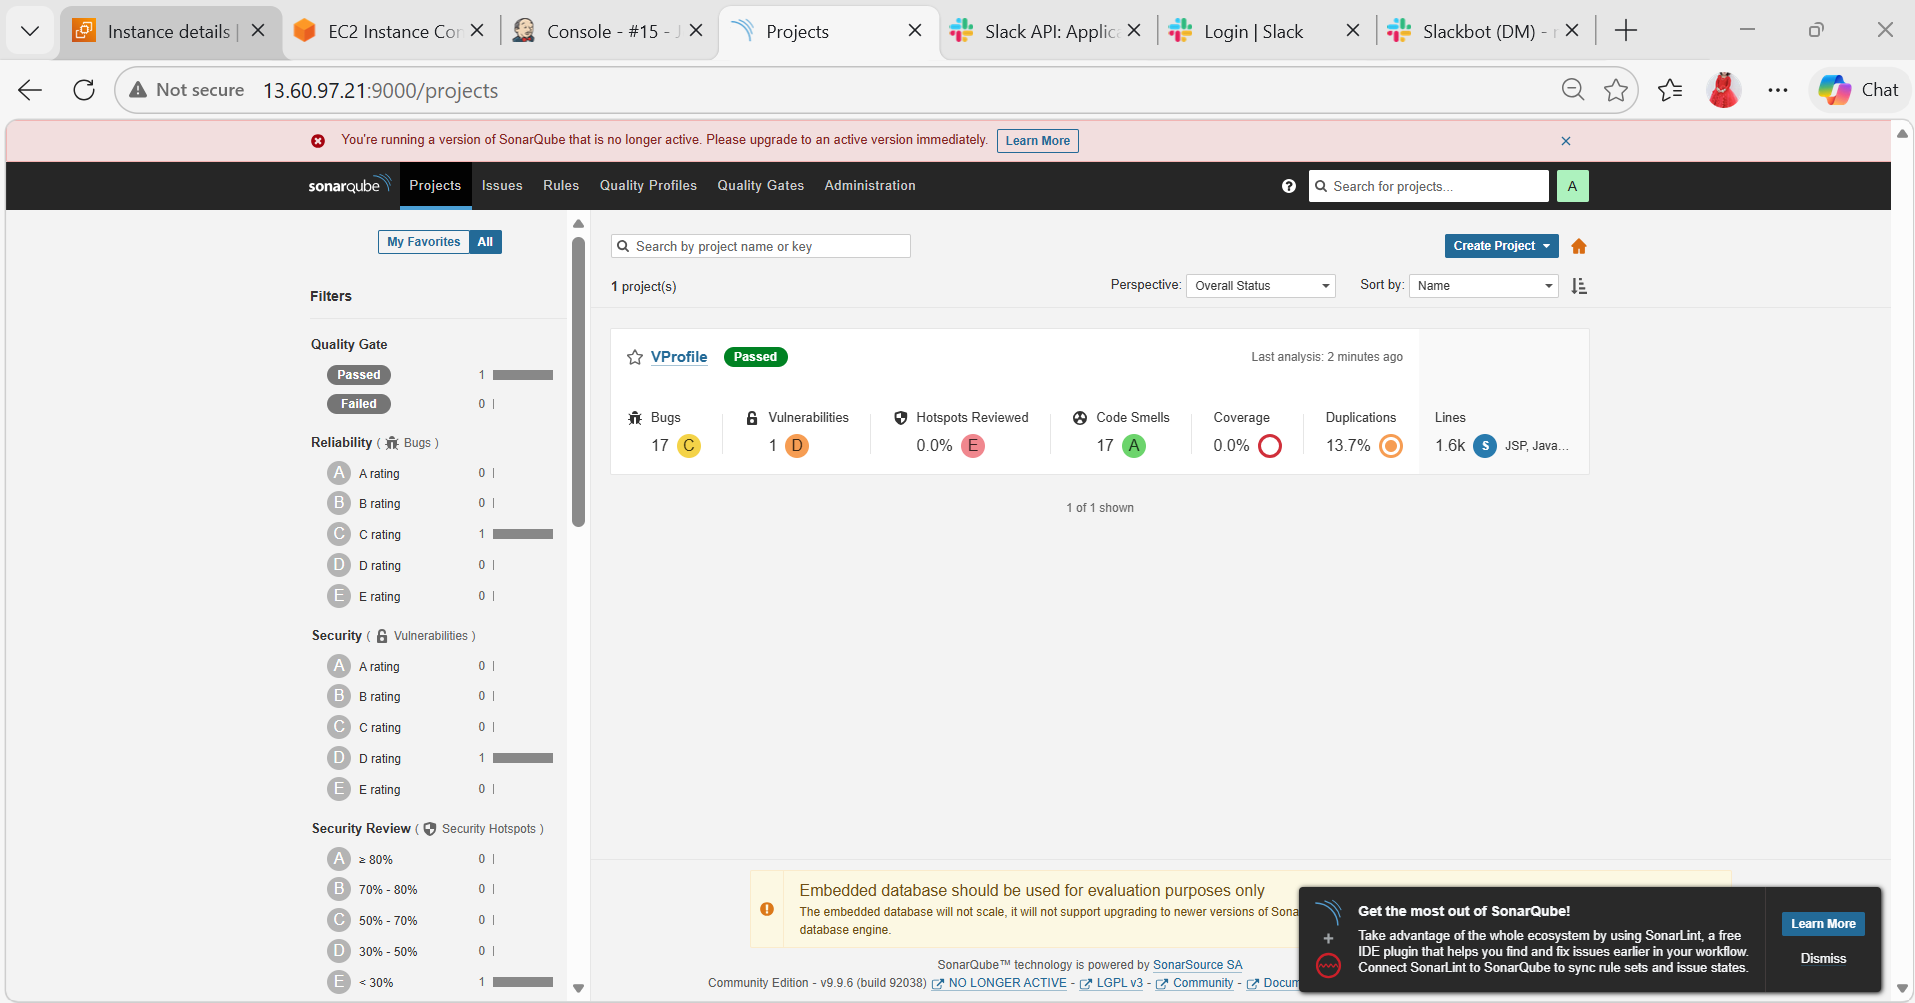 Instance details |
EC2 Instance Con
Console - #15 - J
Projects
Slack API: Applica
Login | Slack
Slackbot (DM) - r
Not secure 13.60.97.21:9000/projects
Chat
You're running a version of SonarQube that is no longer active. Please upgrade to an active version immediately. Learn More
sonarqube Projects Issues Rules Quality Profiles Quality Gates Administration
Search for projects...
A
My Favorites All
Search by project name or key
Create Project
1 project(s)
Perspective: Overall Status
Sort by: Name
Filters
Quality Gate
Passed 1
Failed 0
Reliability ( Bugs )
A A rating 0
B B rating 0
C C rating 1
D D rating 0
E E rating 0
Security ( Vulnerabilities )
A A rating 0
B B rating 0
C C rating 0
D D rating 1
E E rating 0
Security Review ( Security Hotspots )
A ≥ 80% 0
B 70% - 80% 0
C 50% - 70% 0
D 30% - 50% 0
E < 30% 1
VProfile Passed
Last analysis: 2 minutes ago
Bugs Vulnerabilities Hotspots Reviewed Code Smells Coverage Duplications Lines
17 C 1 D 0.0% E 17 A 0.0% 13.7% 1.6k S JSP, Java...
1 of 1 shown
Embedded database should be used for evaluation purposes only
The embedded database will not scale, it will not support upgrading to newer versions of Sona
database engine.
SonarQube™ technology is powered by SonarSource SA
Community Edition - v9.9.6 (build 92038) NO LONGER ACTIVE - LGPL v3 - Community - Docum
Get the most out of SonarQube!
Take advantage of the whole ecosystem by using SonarLint, a free
IDE plugin that helps you find and fix issues earlier in your workflow.
Connect SonarLint to SonarQube to sync rule sets and issue states.
Learn More
Dismiss